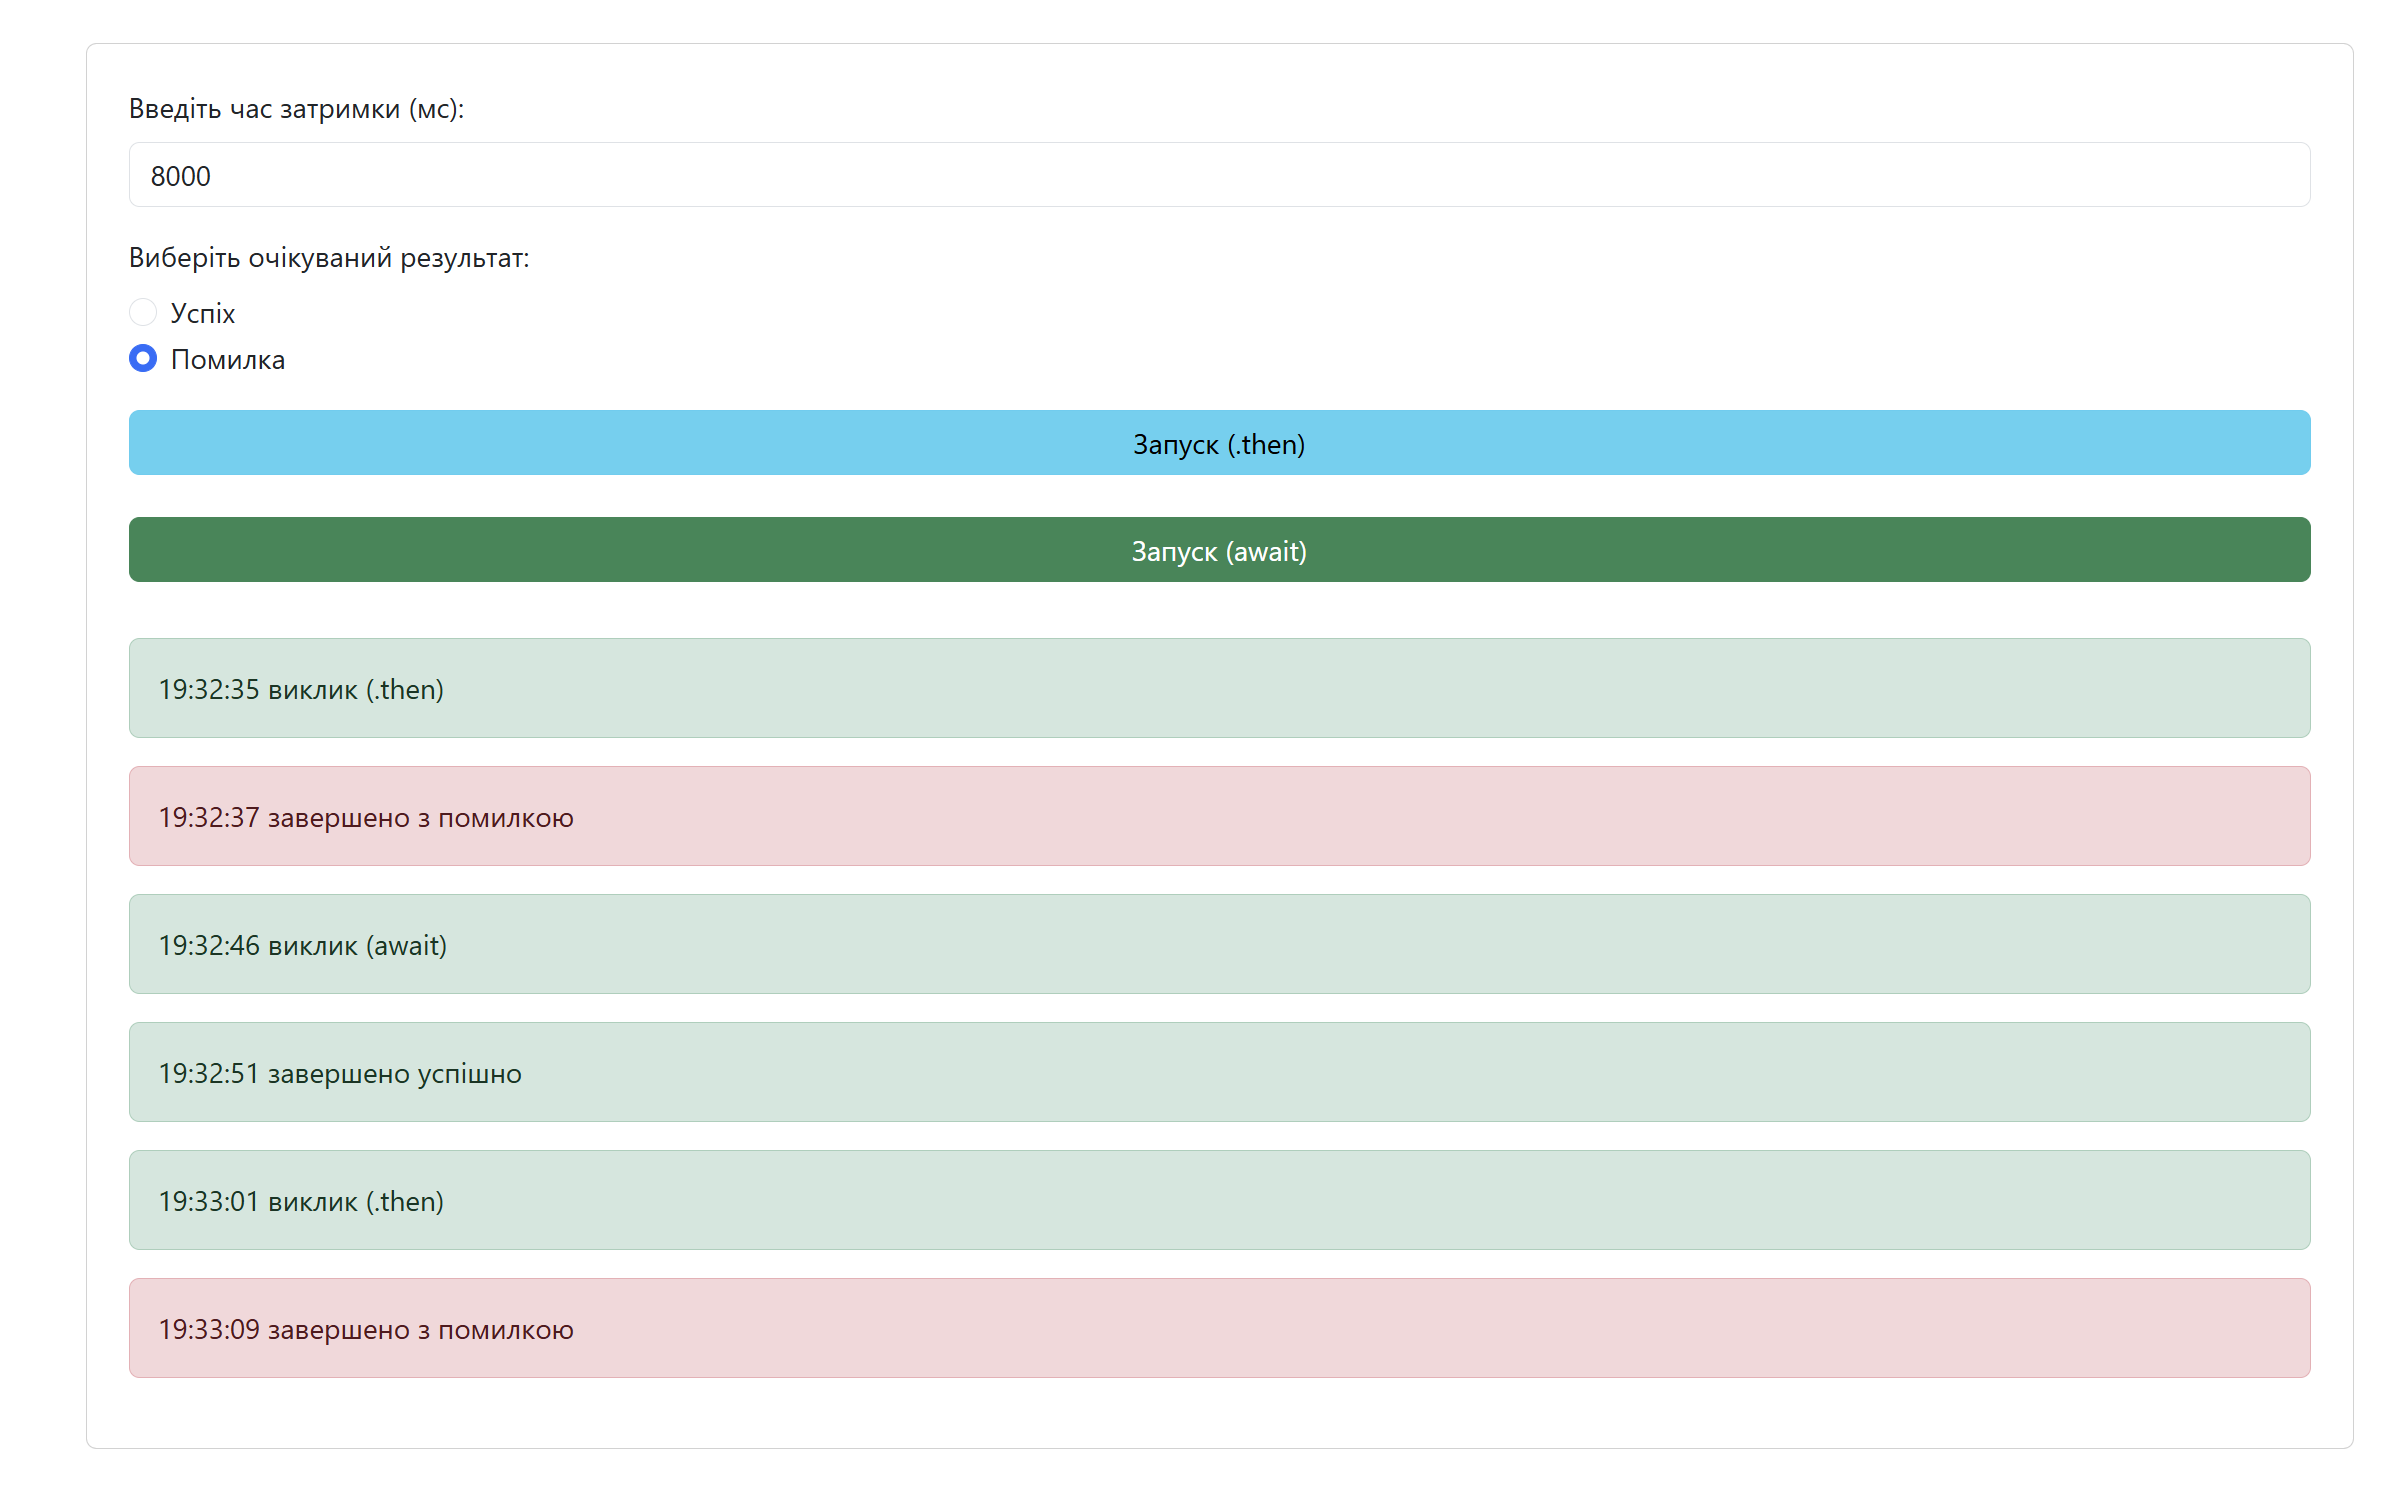 Введіть час затримки (мс):
8000
Виберіть очікуваний результат:
Успіх
Помилка
Запуск (.then)
Запуск (await)
19:32:35 виклик (.then)
19:32:37 завершено з помилкою
19:32:46 виклик (await)
19:32:51 завершено успішно
19:33:01 виклик (.then)
19:33:09 завершено з помилкою